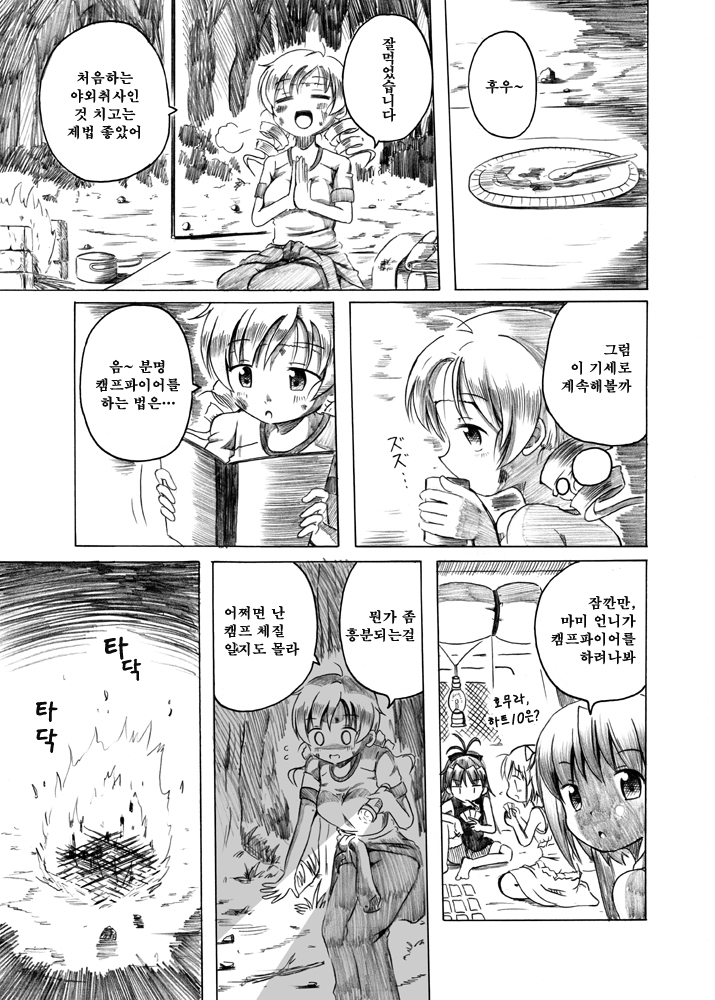 후우~
잘
먹었습니다
처음하는
야외취사인
것 치고는
제법 좋았어
그럼
이 기세로
계속해볼까
ズズ…
음~ 분명
캠프파이어를
하는 법은…
잠깐만,
마미 언니가
캠프파이어를
하려나봐
호무라,
하트10은?
뭔가 좀
흥분되는걸
어쩌면 난
캠프 체질
일지도 몰라
타
닥
타
닥